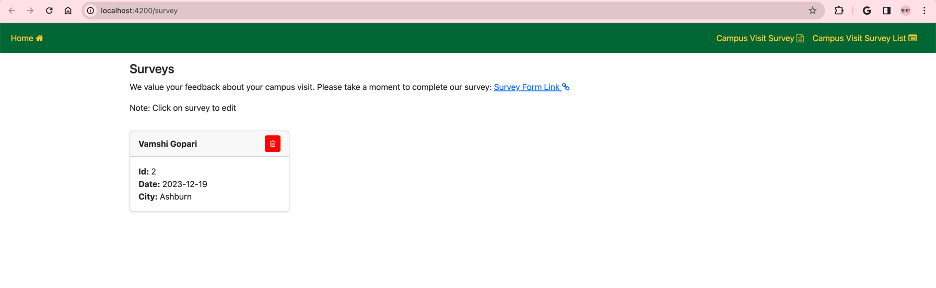 localhost:4200/survey
Home
Campus Visit Survey
Campus Visit Survey List
Surveys
We value your feedback about your campus visit. Please take a moment to complete our survey: Survey Form Link
Note: Click on survey to edit
Vamshi Gopari
Id: 2
Date: 2023-12-19
City: Ashburn